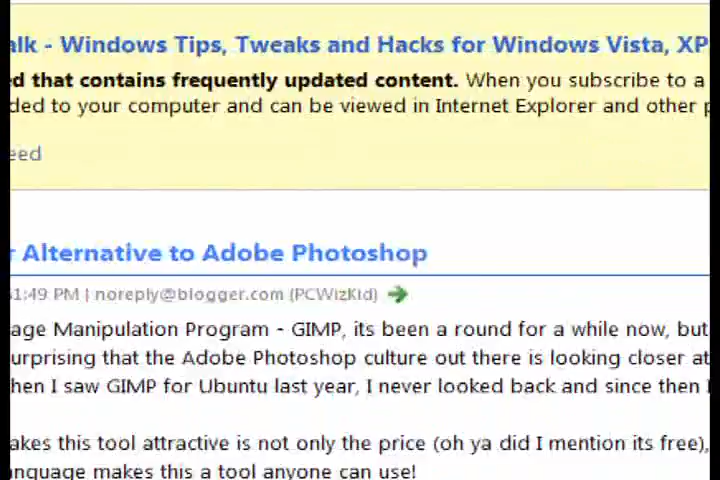 alk - Windows Tips, Tweaks and Hacks for Windows Vista, XP
ed that contains frequently updated content. When you subscribe to a
ded to your computer and can be viewed in Internet Explorer and other p
eed
r Alternative to Adobe Photoshop
51:49 PM | noreply@blogger.com (PCWizKid)
age Manipulation Program - GIMP, its been a round for a while now, but
urprising that the Adobe Photoshop culture out there is looking closer at
hen I saw GIMP for Ubuntu last year, I never looked back and since then I
akes this tool attractive is not only the price (oh ya did I mention its free),
anguage makes this a tool anyone can use!